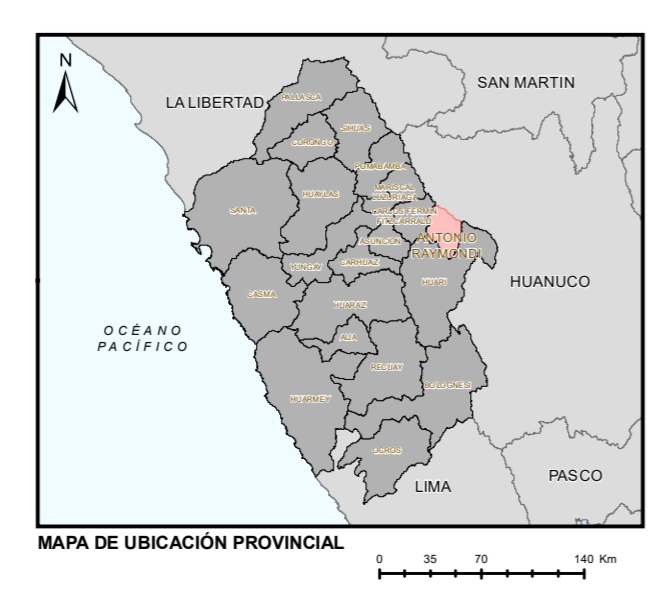 N
LA LIBERTAD
SAN MARTIN
PALLASCA
SIHUAS
CORONGO
POMABAMBA
MARISCAL
LUZURIAGA
HUAYLAS
SANTA
CARLOS FERMIN
FITZCARRALD
ANTONIO
RAYMONDI
ASUNCION
YUNGAY
CARHUAZ
HUARI
HUANUCO
CASMA
HUARAZ
OCÉANO
PACÍFICO
AIJA
RECUAY
BOLOGNESI
HUARMEY
OCROS
LIMA
PASCO
MAPA DE UBICACIÓN PROVINCIAL
0 35 70 140 Km